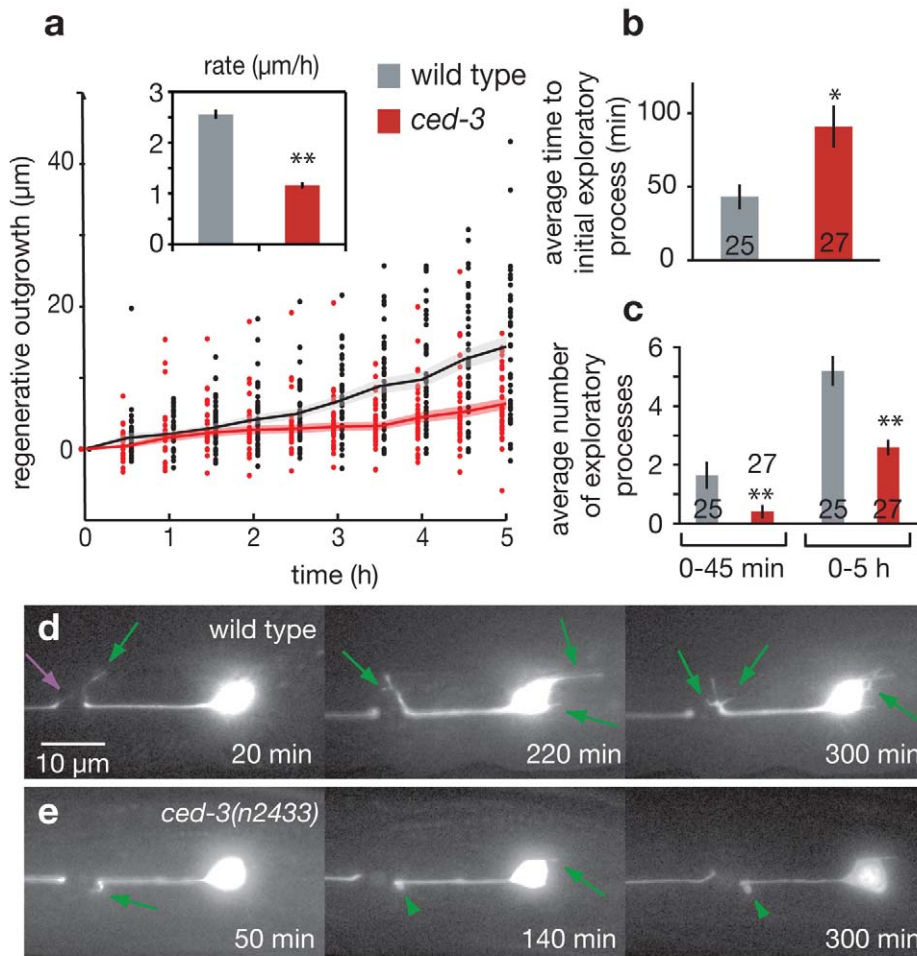 a
rate (µm/h)
3
2
1
0
**
wild type
ced-3
regenerative outgrowth (µm)
40
20
0
0 1 2 3 4 5
time (h)
b
average time to
initial exploratory
process (min)
100
50
0
*
25 27
c
average number
of exploratory
processes
6
4
2
0
27
**
**
25 25 27
0-45 min 0-5 h
d
wild type
10 µm
20 min 220 min 300 min
e
ced-3(n2433)
50 min 140 min 300 min